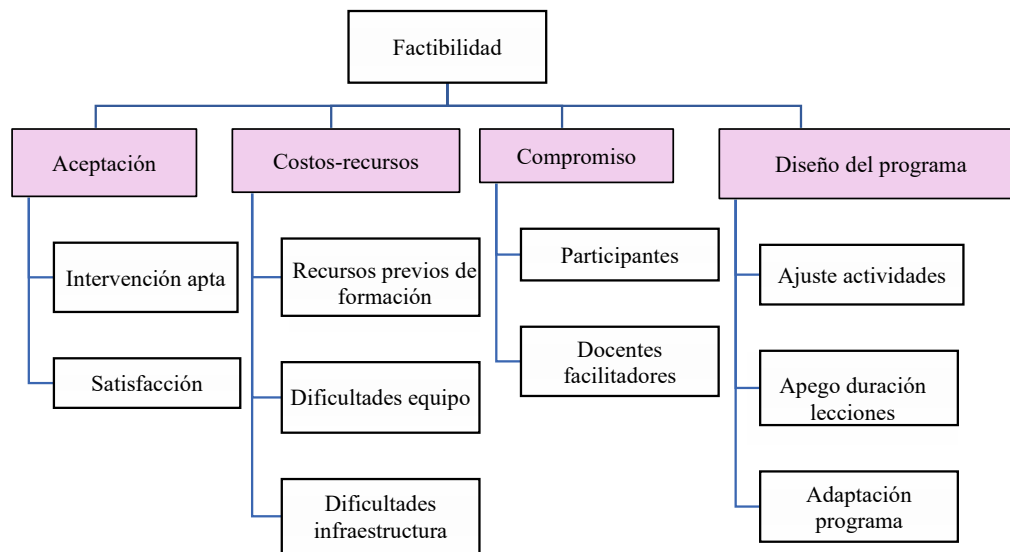 Factibilidad
Aceptación
Costos-recursos
Compromiso
Diseño del programa
Intervención apta
Satisfacción
Recursos previos de
formación
Dificultades equipo
Dificultades
infraestructura
Participantes
Docentes
facilitadores
Ajuste actividades
Apego duración
lecciones
Adaptación
programa